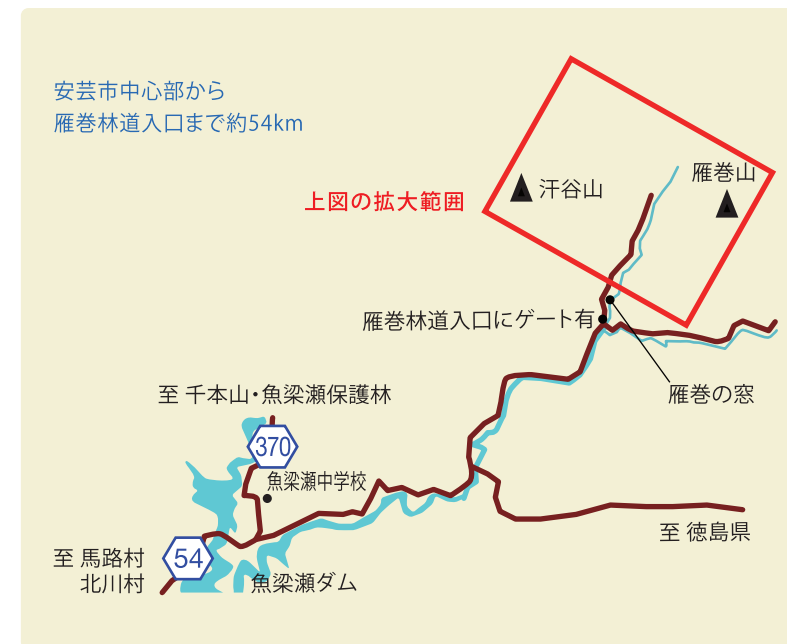 安芸市中心部から
雁巻林道入口まで約54km
雁巻山
汗谷山
上図の拡大範囲
雁巻林道入口にゲート有
雁巻の窓
至 千本山・魚梁瀬保護林
370
魚梁瀬中学校
至 徳島県
至 馬路村
北川村
54
魚梁瀬ダム